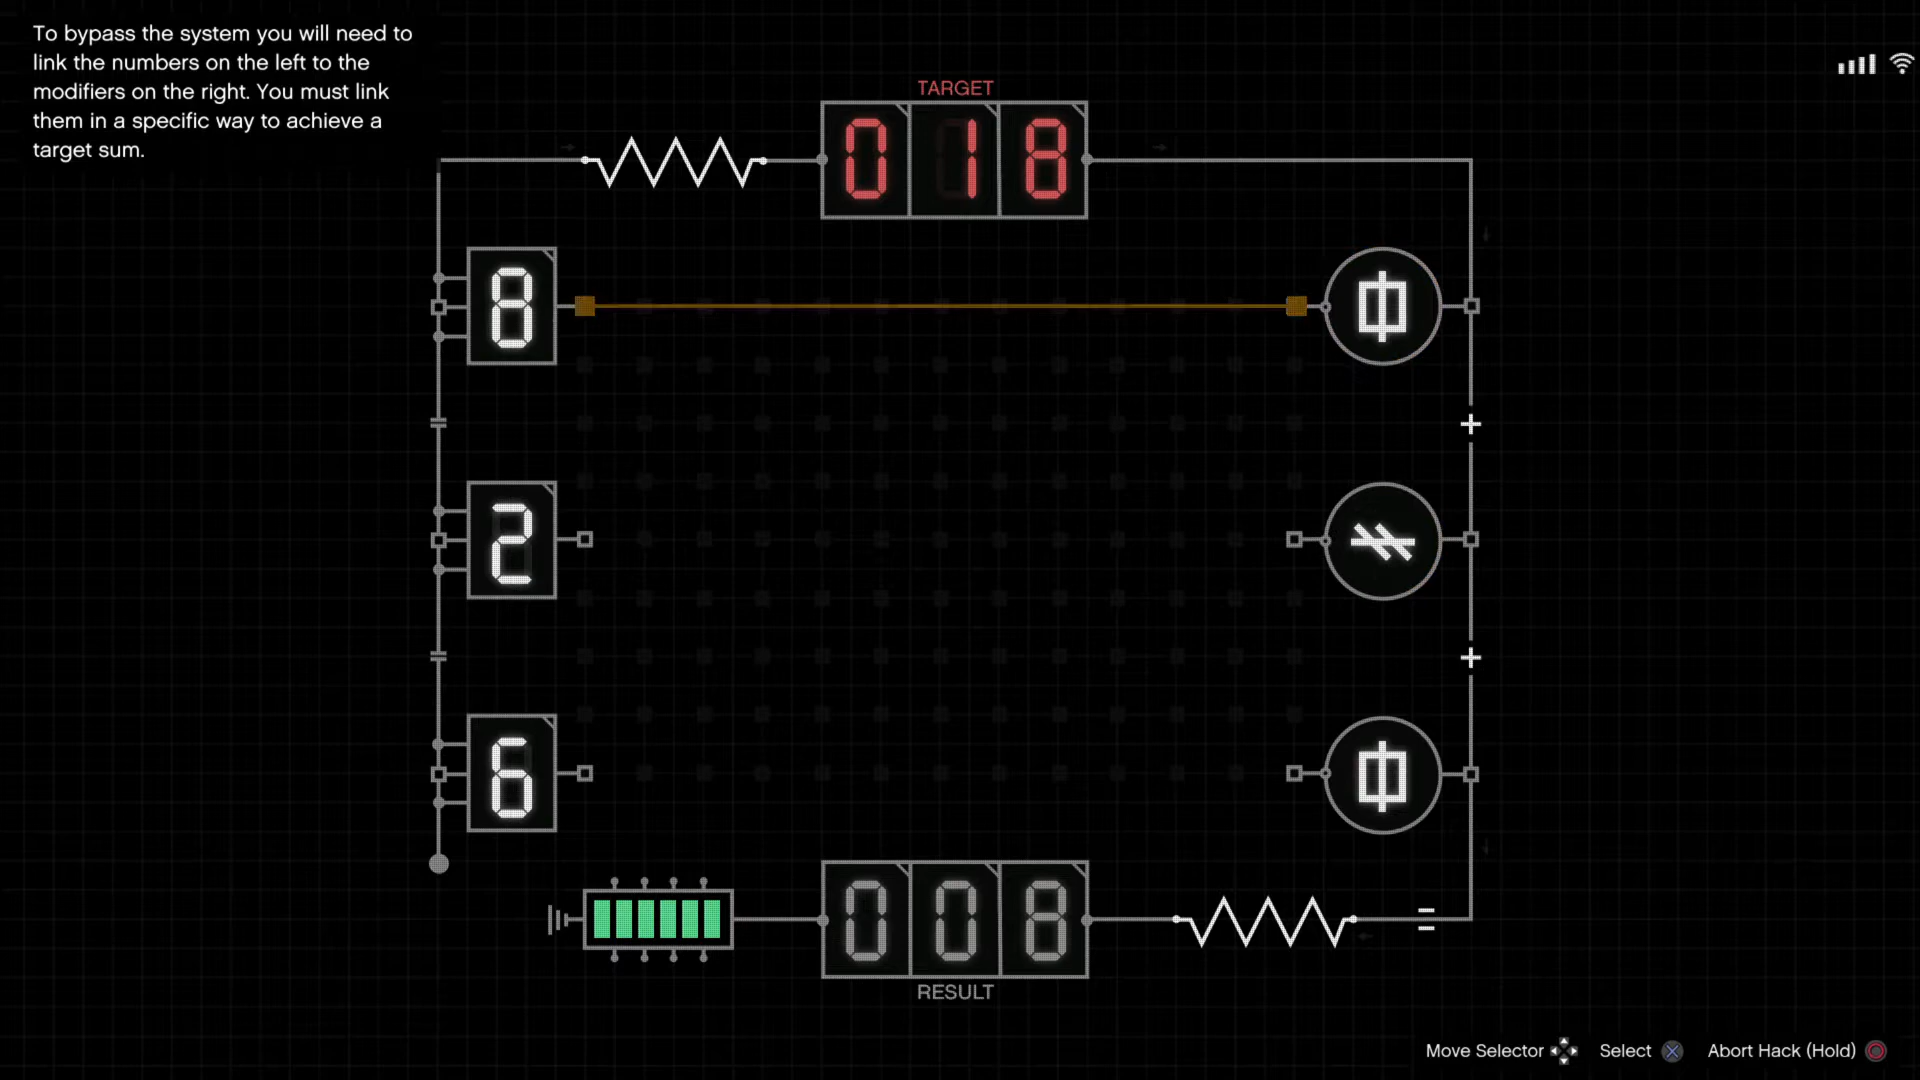 To bypass the system you will need to
link the numbers on the left to the
modifiers on the right. You must link
them in a specific way to achieve a
target sum.
TARGET
018
8
+
2
+
6
=
008
RESULT
Move Selector
Select
Abort Hack (Hold)